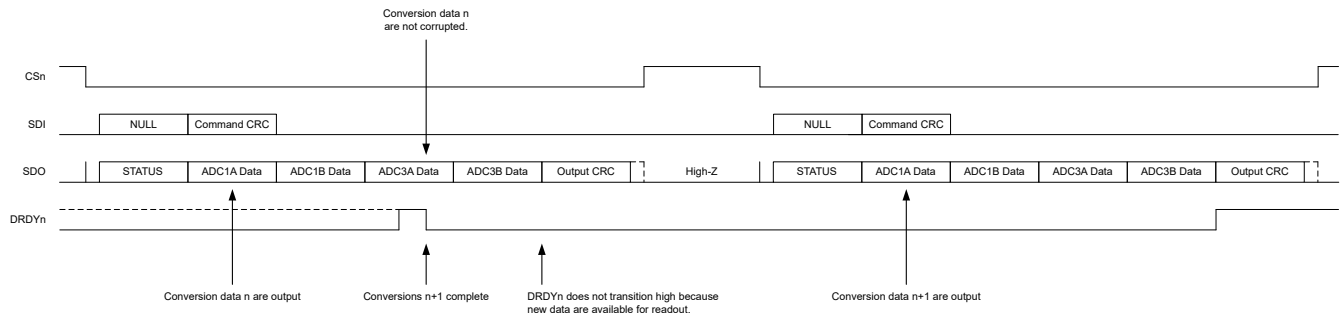 Conversion data n
are not corrupted.
CSn
SDI
NULL
Command CRC
NULL
Command CRC
SDO
STATUS
ADC1A Data
ADC1B Data
ADC3A Data
ADC3B Data
Output CRC
High-Z
STATUS
ADC1A Data
ADC1B Data
ADC3A Data
ADC3B Data
Output CRC
DRDYn
Conversion data n are output
Conversions n+1 complete
DRDYn does not transition high because
new data are available for readout.
Conversion data n+1 are output